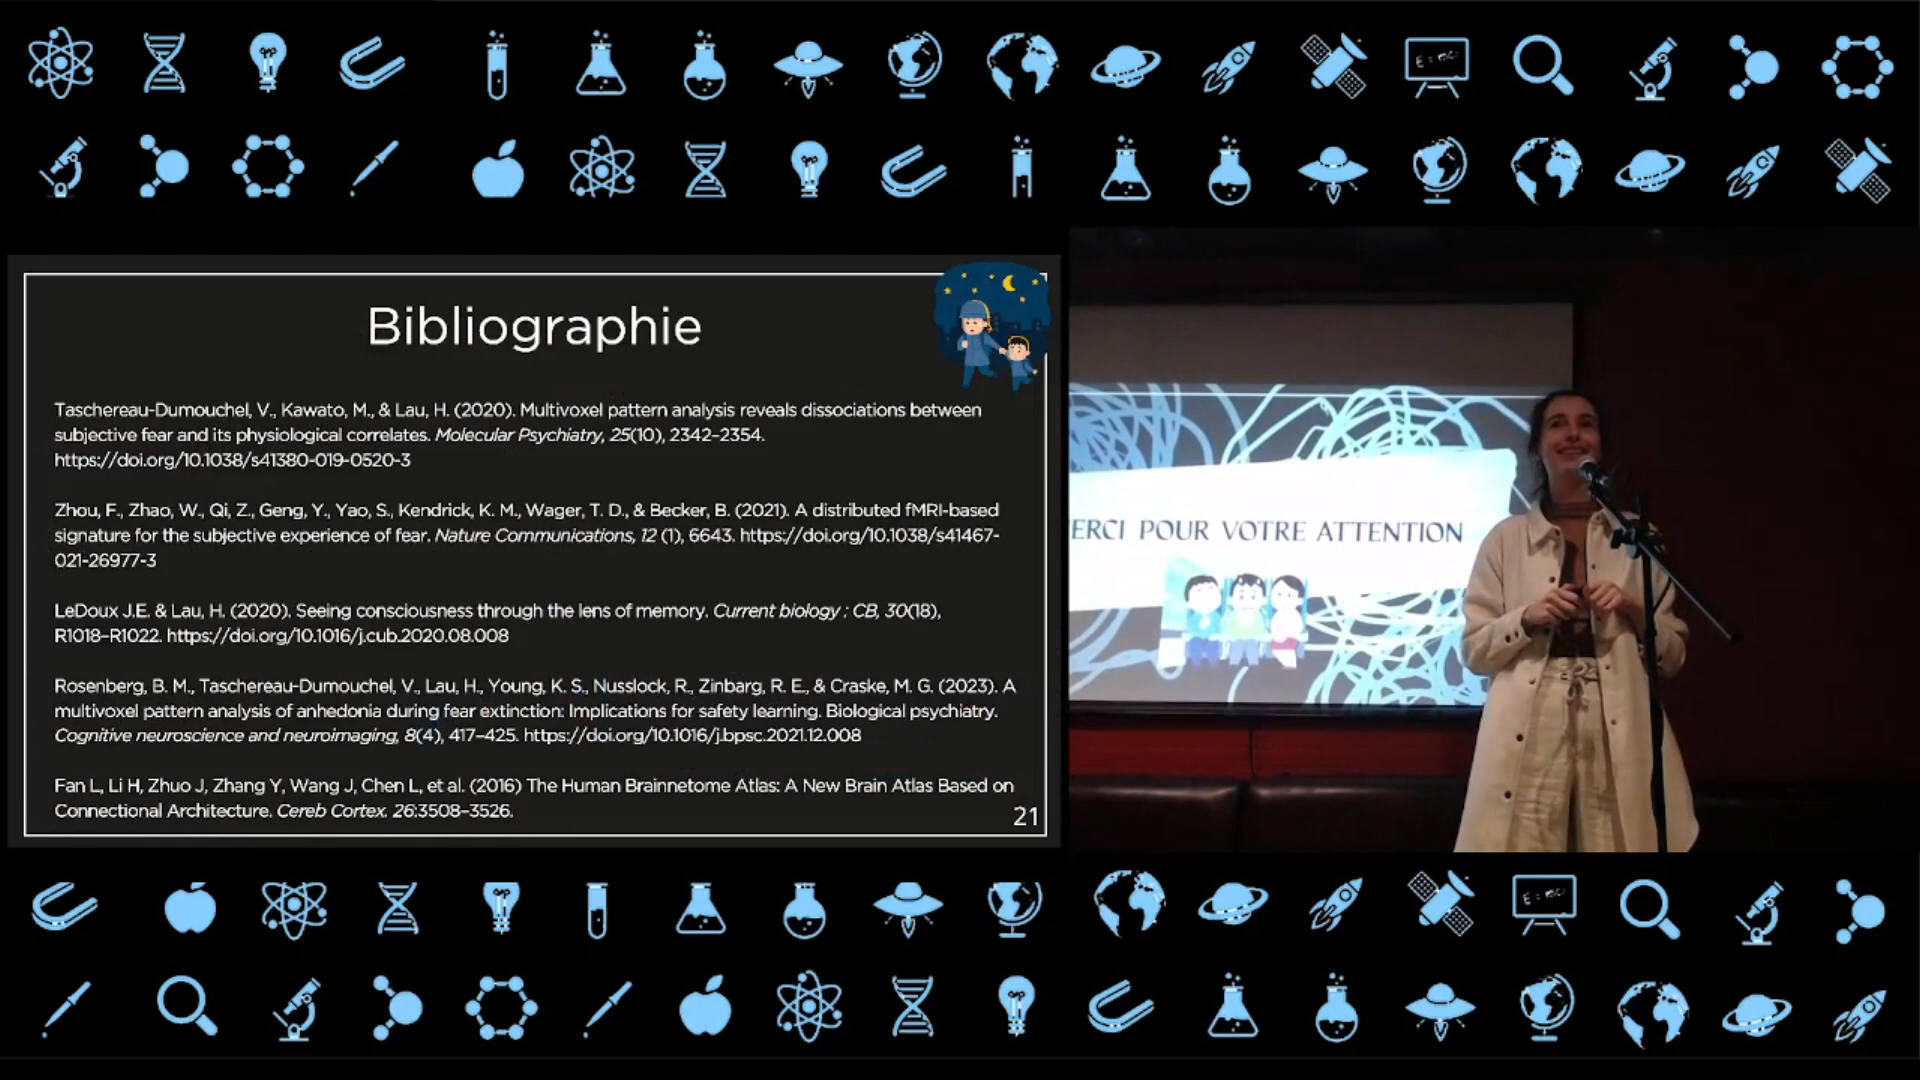 E = mc²
Bibliographie
Taschereau-Dumouchel, V., Kawato, M., & Lau, H. (2020). Multivoxel pattern analysis reveals dissociations between
subjective fear and its physiological correlates. Molecular Psychiatry, 25(10), 2342–2354.
https://doi.org/10.1038/s41380-019-0520-3
Zhou, F., Zhao, W., Qi, Z., Geng, Y., Yao, S., Kendrick, K. M., Wager, T. D., & Becker, B. (2021). A distributed fMRI-based
signature for the subjective experience of fear. Nature Communications, 12 (1), 6643. https://doi.org/10.1038/s41467-
021-26977-3
LeDoux J.E. & Lau, H. (2020). Seeing consciousness through the lens of memory. Current biology : CB, 30(18),
R1018–R1022. https://doi.org/10.1016/j.cub.2020.08.008
Rosenberg, B. M., Taschereau-Dumouchel, V., Lau, H., Young, K. S., Nusslock, R., Zinbarg, R. E., & Craske, M. G. (2023). A
multivoxel pattern analysis of anhedonia during fear extinction: Implications for safety learning. Biological psychiatry.
Cognitive neuroscience and neuroimaging, 8(4), 417–425. https://doi.org/10.1016/j.bpsc.2021.12.008
Fan L, Li H, Zhuo J, Zhang Y, Wang J, Chen L, et al. (2016) The Human Brainnetome Atlas: A New Brain Atlas Based on
Connectional Architecture. Cereb Cortex. 26:3508–3526.
21
ERCI POUR VOTRE ATTENTION
E = mc²